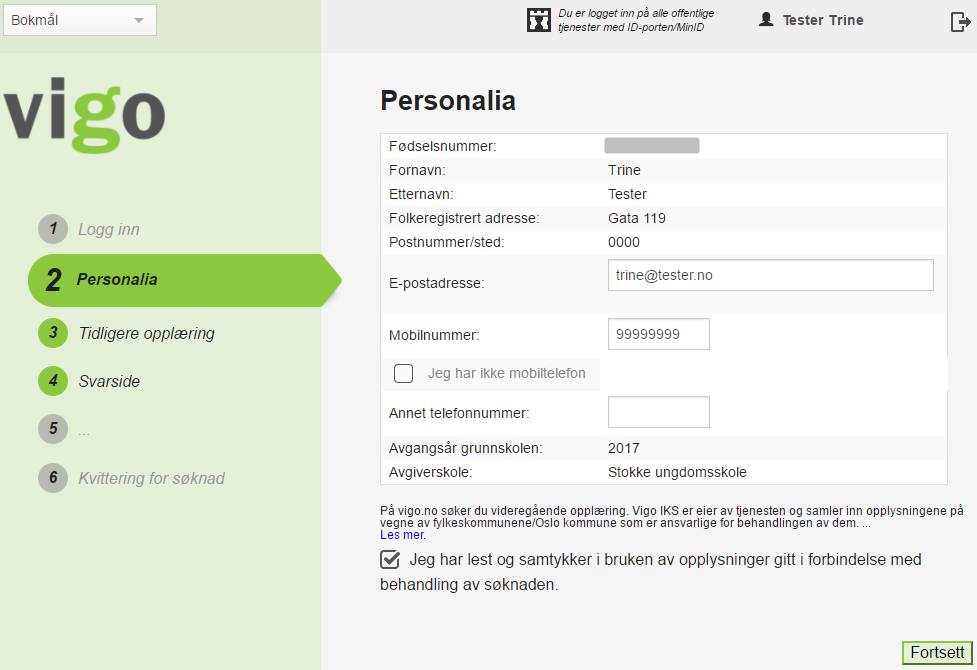 Bokmål
Du er logget inn på alle offentlige
tjenester med ID-porten/MinID
Tester Trine
vigo
1 Logg inn
2 Personalia
3 Tidligere opplæring
4 Svarside
5 ...
6 Kvittering for søknad
Personalia
Fødselsnummer:
Fornavn: Trine
Etternavn: Tester
Folkeregistrert adresse: Gata 119
Postnummer/sted: 0000
E-postadresse: trine@tester.no
Mobilnummer: 99999999
Jeg har ikke mobiltelefon
Annet telefonnummer:
Avgangsår grunnskolen: 2017
Avgiverskole: Stokke ungdomsskole
På vigo.no søker du videregående opplæring. Vigo IKS er eier av tjenesten og samler inn opplysningene på
vegne av fylkeskommunene/Oslo kommune som er ansvarlige for behandlingen av dem. ...
Les mer.
Jeg har lest og samtykker i bruken av opplysninger gitt i forbindelse med
behandling av søknaden.
Fortsett